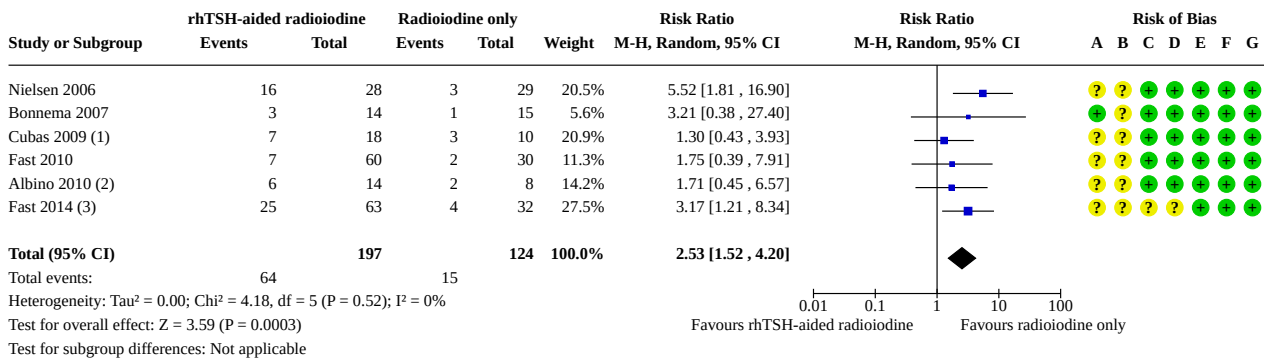 rhTSH-aided radioiodine Radioiodine only Risk Ratio Risk Ratio Risk of Bias
Study or Subgroup Events Total Events Total Weight M-H, Random, 95% CI M-H, Random, 95% CI A B C D E F G
Nielsen 2006 16 28 3 29 20.5% 5.52 [1.81 , 16.90] ? ? + + + + +
Bonnema 2007 3 14 1 15 5.6% 3.21 [0.38 , 27.40] + ? + + + + +
Cubas 2009 (1) 7 18 3 10 20.9% 1.30 [0.43 , 3.93] ? ? + + + + +
Fast 2010 7 60 2 30 11.3% 1.75 [0.39 , 7.91] ? ? + + + + +
Albino 2010 (2) 6 14 2 8 14.2% 1.71 [0.45 , 6.57] ? ? + + + + +
Fast 2014 (3) 25 63 4 32 27.5% 3.17 [1.21 , 8.34] ? ? ? ? + + +
Total (95% CI) 197 124 100.0% 2.53 [1.52 , 4.20]
Total events: 64 15
Heterogeneity: Tau² = 0.00; Chi² = 4.18, df = 5 (P = 0.52); I² = 0%
0.01 0.1 1 10 100
Test for overall effect: Z = 3.59 (P = 0.0003) Favours rhTSH-aided radioiodine Favours radioiodine only
Test for subgroup differences: Not applicable